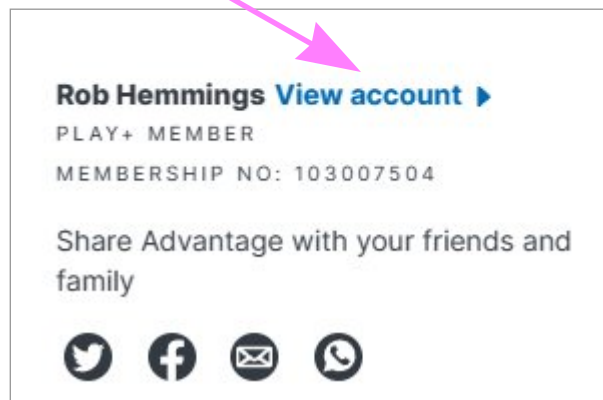 Rob Hemmings View account
PLAY+ MEMBER
MEMBERSHIP NO: 103007504
Share Advantage with your friends and
family